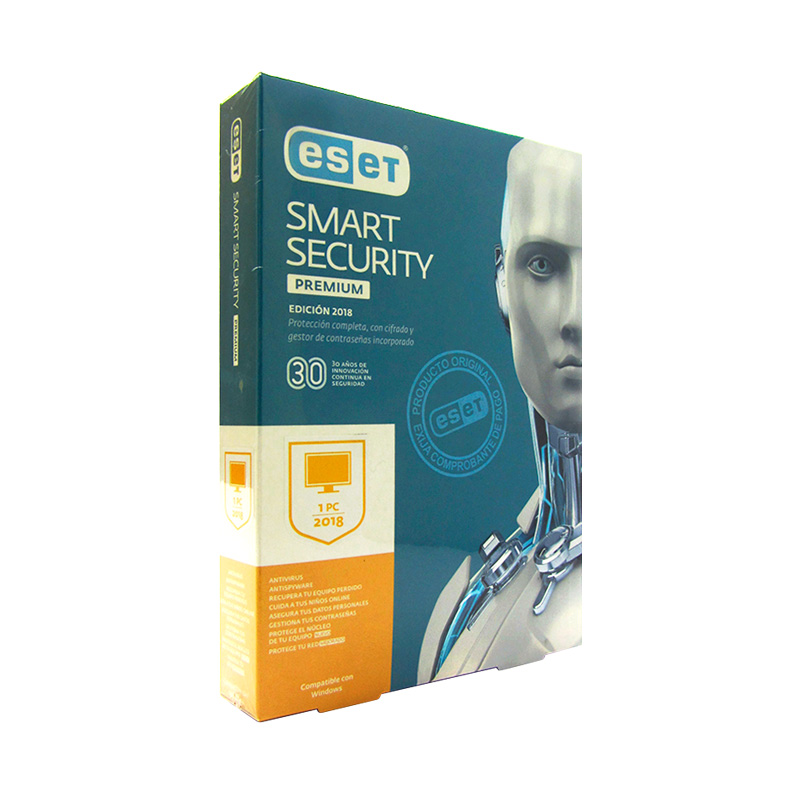 eset®
SMART
SECURITY
PREMIUM
EDICIÓN 2018
Protección completa, con cifrado y
gestor de contraseñas incorporado
30
30 AÑOS DE
INNOVACIÓN
CONTINUA EN
SEGURIDAD
PRODUCTO ORIGINAL
eset
EXIJA COMPROBANTE DE PAGO
1 PC
2018
ANTIVIRUS
ANTISPYWARE
RECUPERA TU EQUIPO PERDIDO
CUIDA A TUS NIÑOS ONLINE
ASEGURA TUS DATOS PERSONALES
GESTIONA TUS CONTRASEÑAS
PROTEGE EL NÚCLEO
DE TU EQUIPO NUEVO
PROTEGE TU RED
Compatible con
Windows
eset
SMART SECURITY
PREMIUM
1 PC
2018